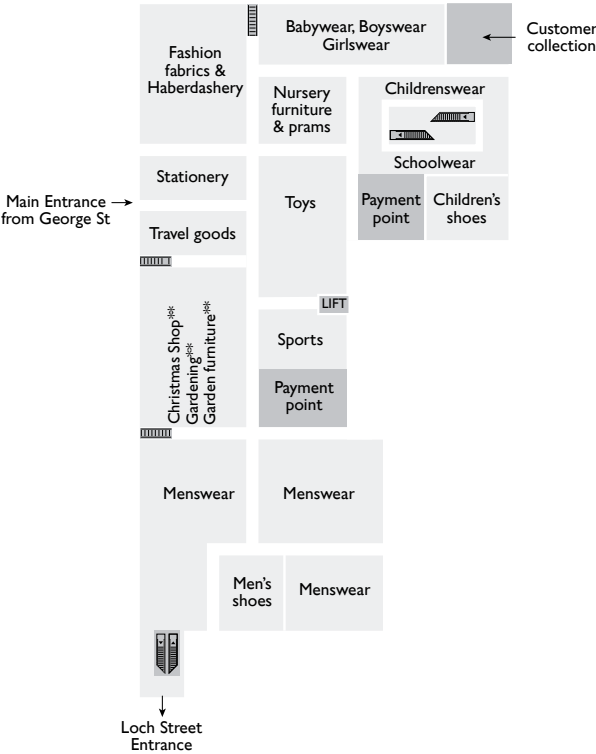 Babywear, Boyswear
Girlswear
Customer
collection
Fashion
fabrics &
Haberdashery
Nursery
furniture
& prams
Childrenswear
Schoolwear
Stationery
Toys
Payment
point
Children’s
shoes
Main Entrance
from George St
Travel goods
LIFT
Christmas Shop**
Gardening**
Garden furniture**
Sports
Payment
point
Menswear
Menswear
Men’s
shoes
Menswear
Loch Street
Entrance